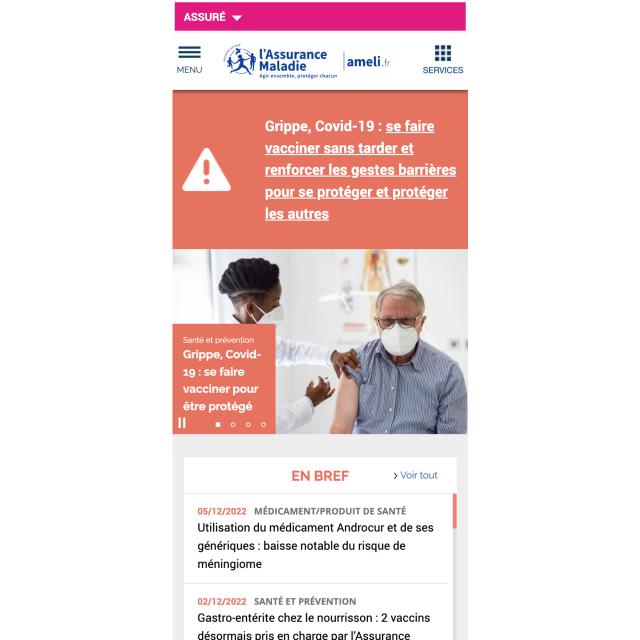 ASSURÉ
MENU
l'Assurance
Maladie
Agir ensemble, protéger chacun
ameli.fr
SERVICES
Grippe, Covid-19 : se faire
vacciner sans tarder et
renforcer les gestes barrières
pour se protéger et protéger
les autres
Santé et prévention
Grippe, Covid-
19 : se faire
vacciner pour
être protégé
EN BREF
Voir tout
05/12/2022 MÉDICAMENT/PRODUIT DE SANTÉ
Utilisation du médicament Androcur et de ses
génériques : baisse notable du risque de
méningiome
02/12/2022 SANTÉ ET PRÉVENTION
Gastro-entérite chez le nourrisson : 2 vaccins
désormais pris en charge par l'Assurance